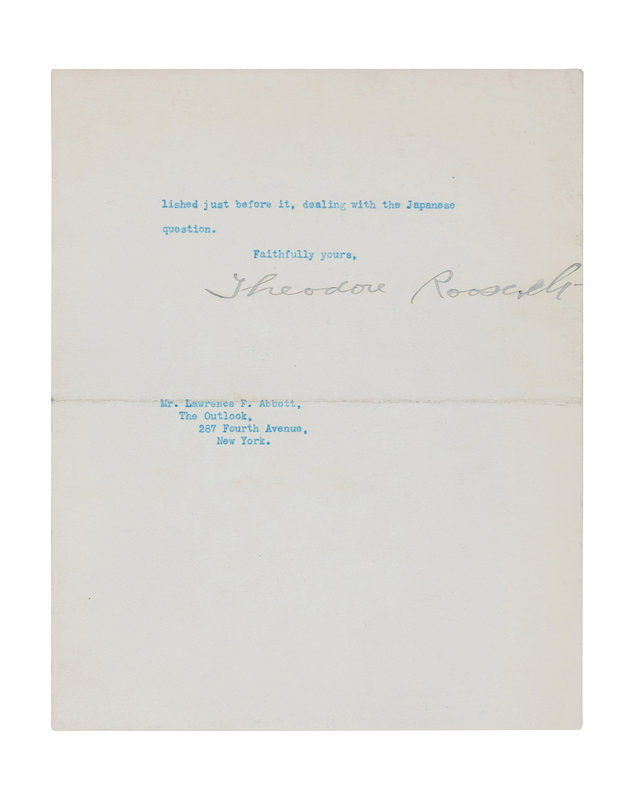 lished just before it, dealing with the Japanese
question.
Faithfully yours,
Theodore Roosevelt
Mr. Lawrence F. Abbott,
The Outlook,
287 Fourth Avenue,
New York.